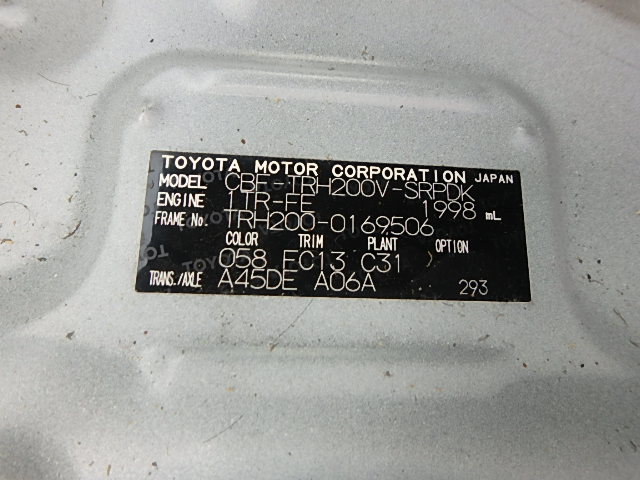 TOYOTA MOTOR CORPORATION JAPAN
MODEL CBF-TRH200V-SRPDK
ENGINE 1TR-FE 1998 mL
FRAME No. TRH200-0169506
COLOR TRIM PLANT OPTION
058 FC13 C31
TRANS./AXLE A45DE A06A 293